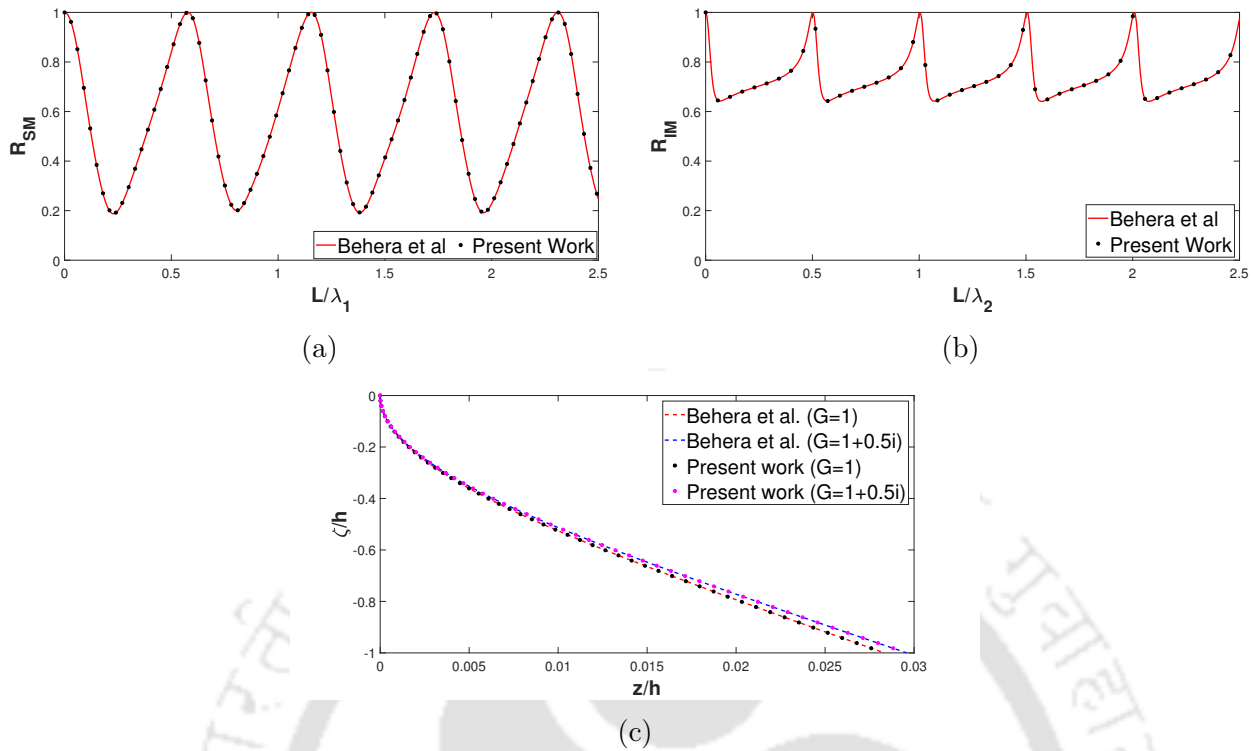 1
0.8
0.6
0.4
0.2
0
R_SM
Behera et al Present Work
0 0.5 1 1.5 2 2.5
L/λ_1
(a)
1
0.8
0.6
0.4
0.2
0
R_IM
Behera et al
Present Work
0 0.5 1 1.5 2 2.5
L/λ_2
(b)
0
-0.2
-0.4
-0.6
-0.8
-1
ζ/h
Behera et al. (G=1)
Behera et al. (G=1+0.5i)
Present work (G=1)
Present work (G=1+0.5i)
0 0.005 0.01 0.015 0.02 0.025 0.03
z/h
(c)